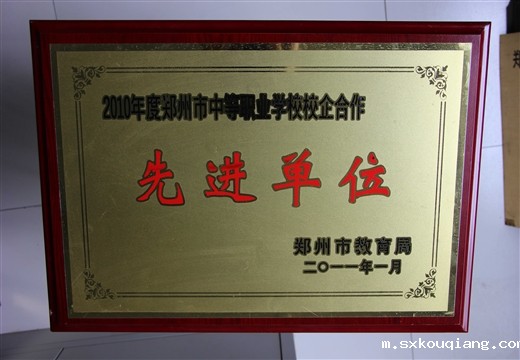 2010年度郑州市中等职业学校校企合作
先进单位
郑州市教育局
二〇一一年一月
m.sxkouqiang.com